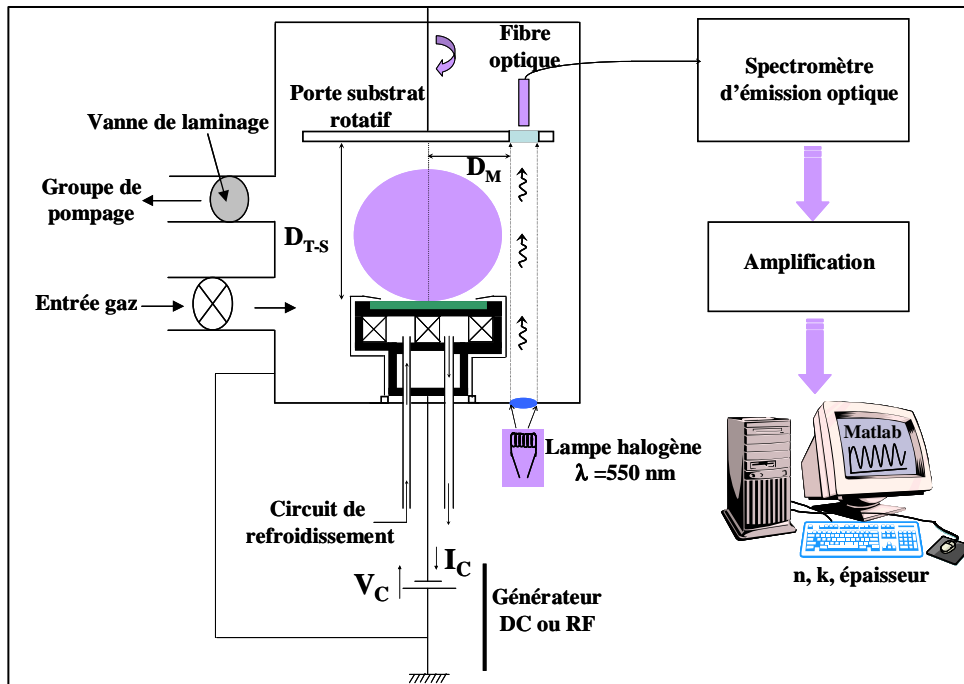 Fibre
optique
Spectromètre
d'émission optique
Porte substrat
rotatif
Vanne de laminage
D_M
Groupe de
pompage
D_T-S
Amplification
Entrée gaz
Matlab
Lampe halogène
λ =550 nm
Circuit de
refroidissement
I_C
V_C
n, k, épaisseur
Générateur
DC ou RF